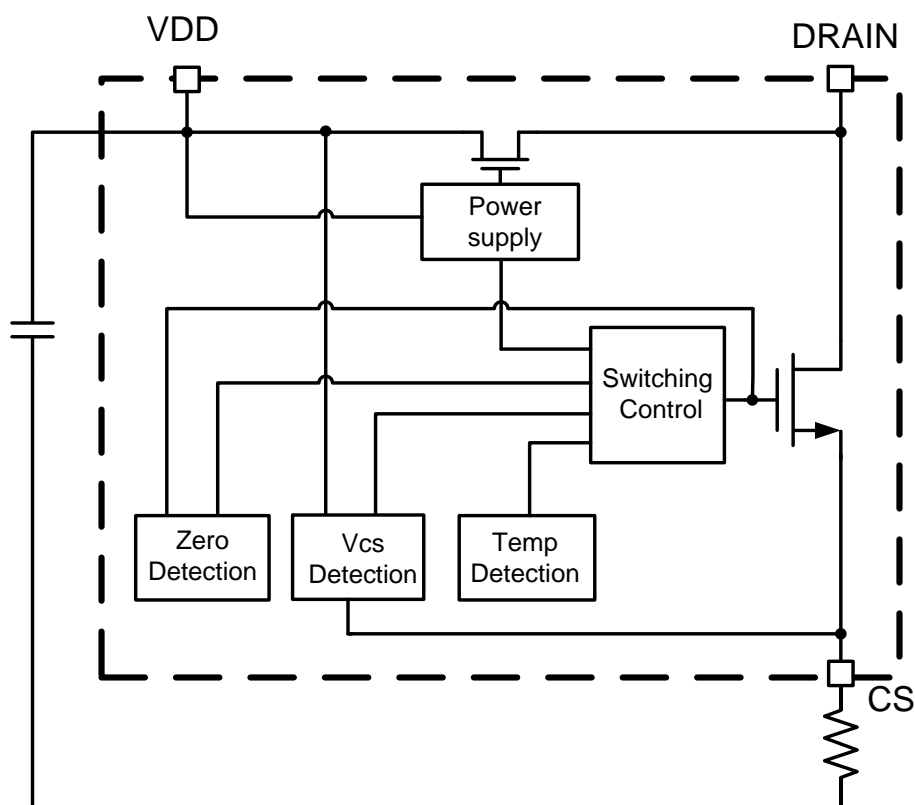 VDD
DRAIN
Power
supply
Switching
Control
Zero
Detection
Vcs
Detection
Temp
Detection
CS